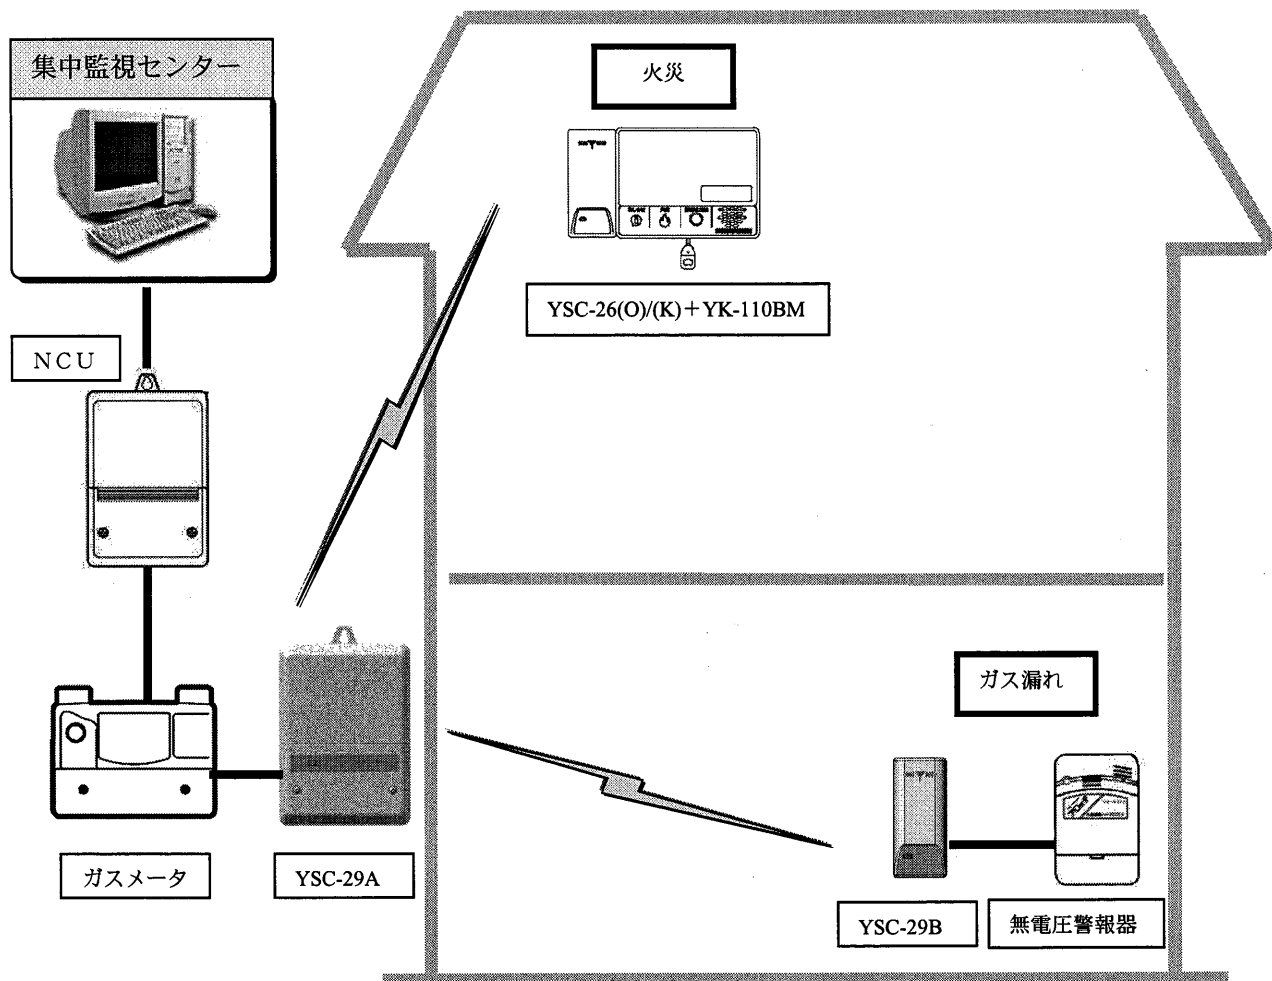 集中監視センター
火災
YSC-26(O)/(K)＋YK-110BM
ＮＣＵ
ガス漏れ
ガスメータ
YSC-29A
YSC-29B
無電圧警報器